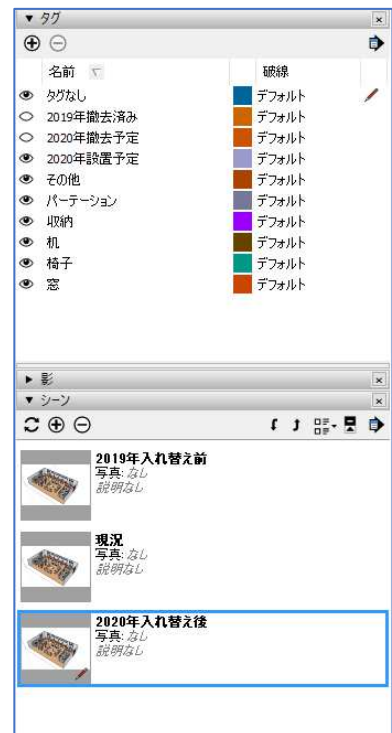 タグ
名前 破線
タグなし デフォルト
2019年撤去済み デフォルト
2020年撤去予定 デフォルト
2020年設置予定 デフォルト
その他 デフォルト
パーテーション デフォルト
収納 デフォルト
机 デフォルト
椅子 デフォルト
窓 デフォルト
影
シーン
2019年入れ替え前
写真: なし
説明なし
現況
写真: なし
説明なし
2020年入れ替え後
写真: なし
説明なし